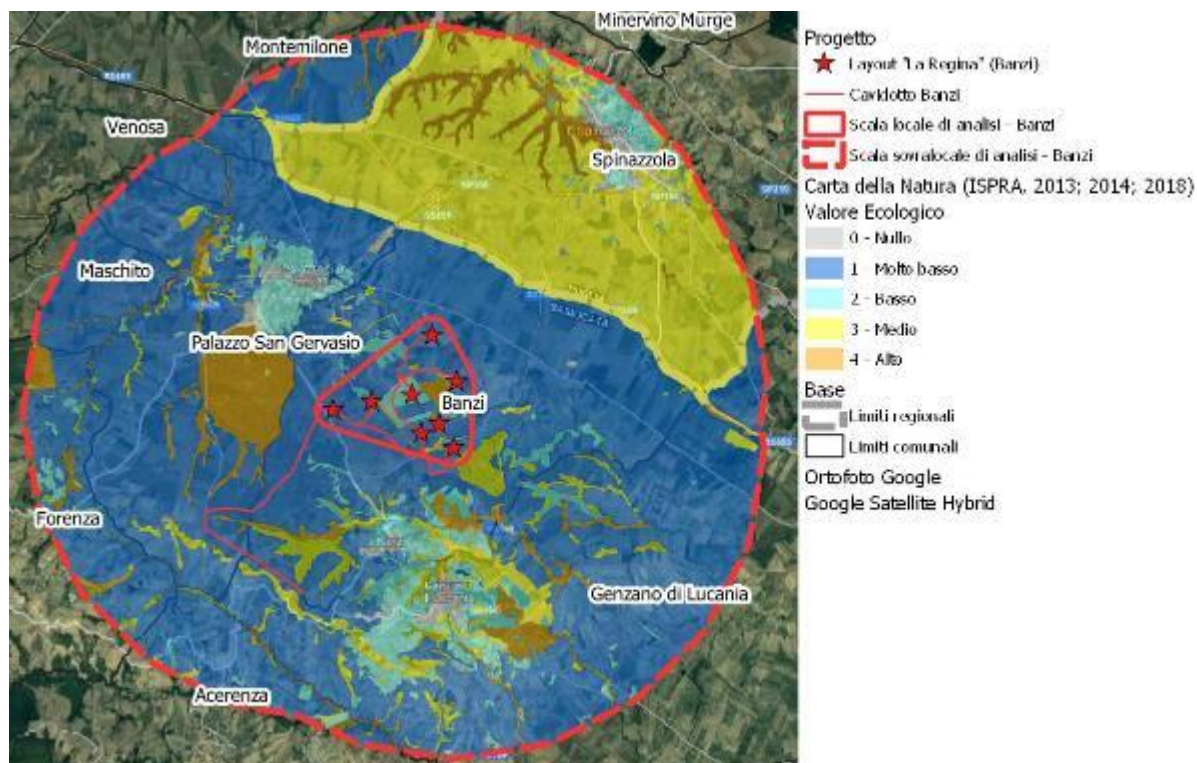 Minervino Murge
Montemilone
Venosa
Spinazzola
Maschito
Palazzo San Gervasio
Banzi
Forenza
Genzano di Lucania
Acerenza
Progetto
Layout "La Regina" (Banzi)
Cavidotto Banzi
Scala locale di analisi - Banzi
Scala sovralocale di analisi - Banzi
Carta della Natura (ISPRA, 2013; 2014; 2018)
Valore Ecologico
0 - Nullo
1 - Molto basso
2 - Basso
3 - Medio
4 - Alto
Base
Limiti regionali
Limiti comunali
Ortofoto Google
Google Satellite Hybrid